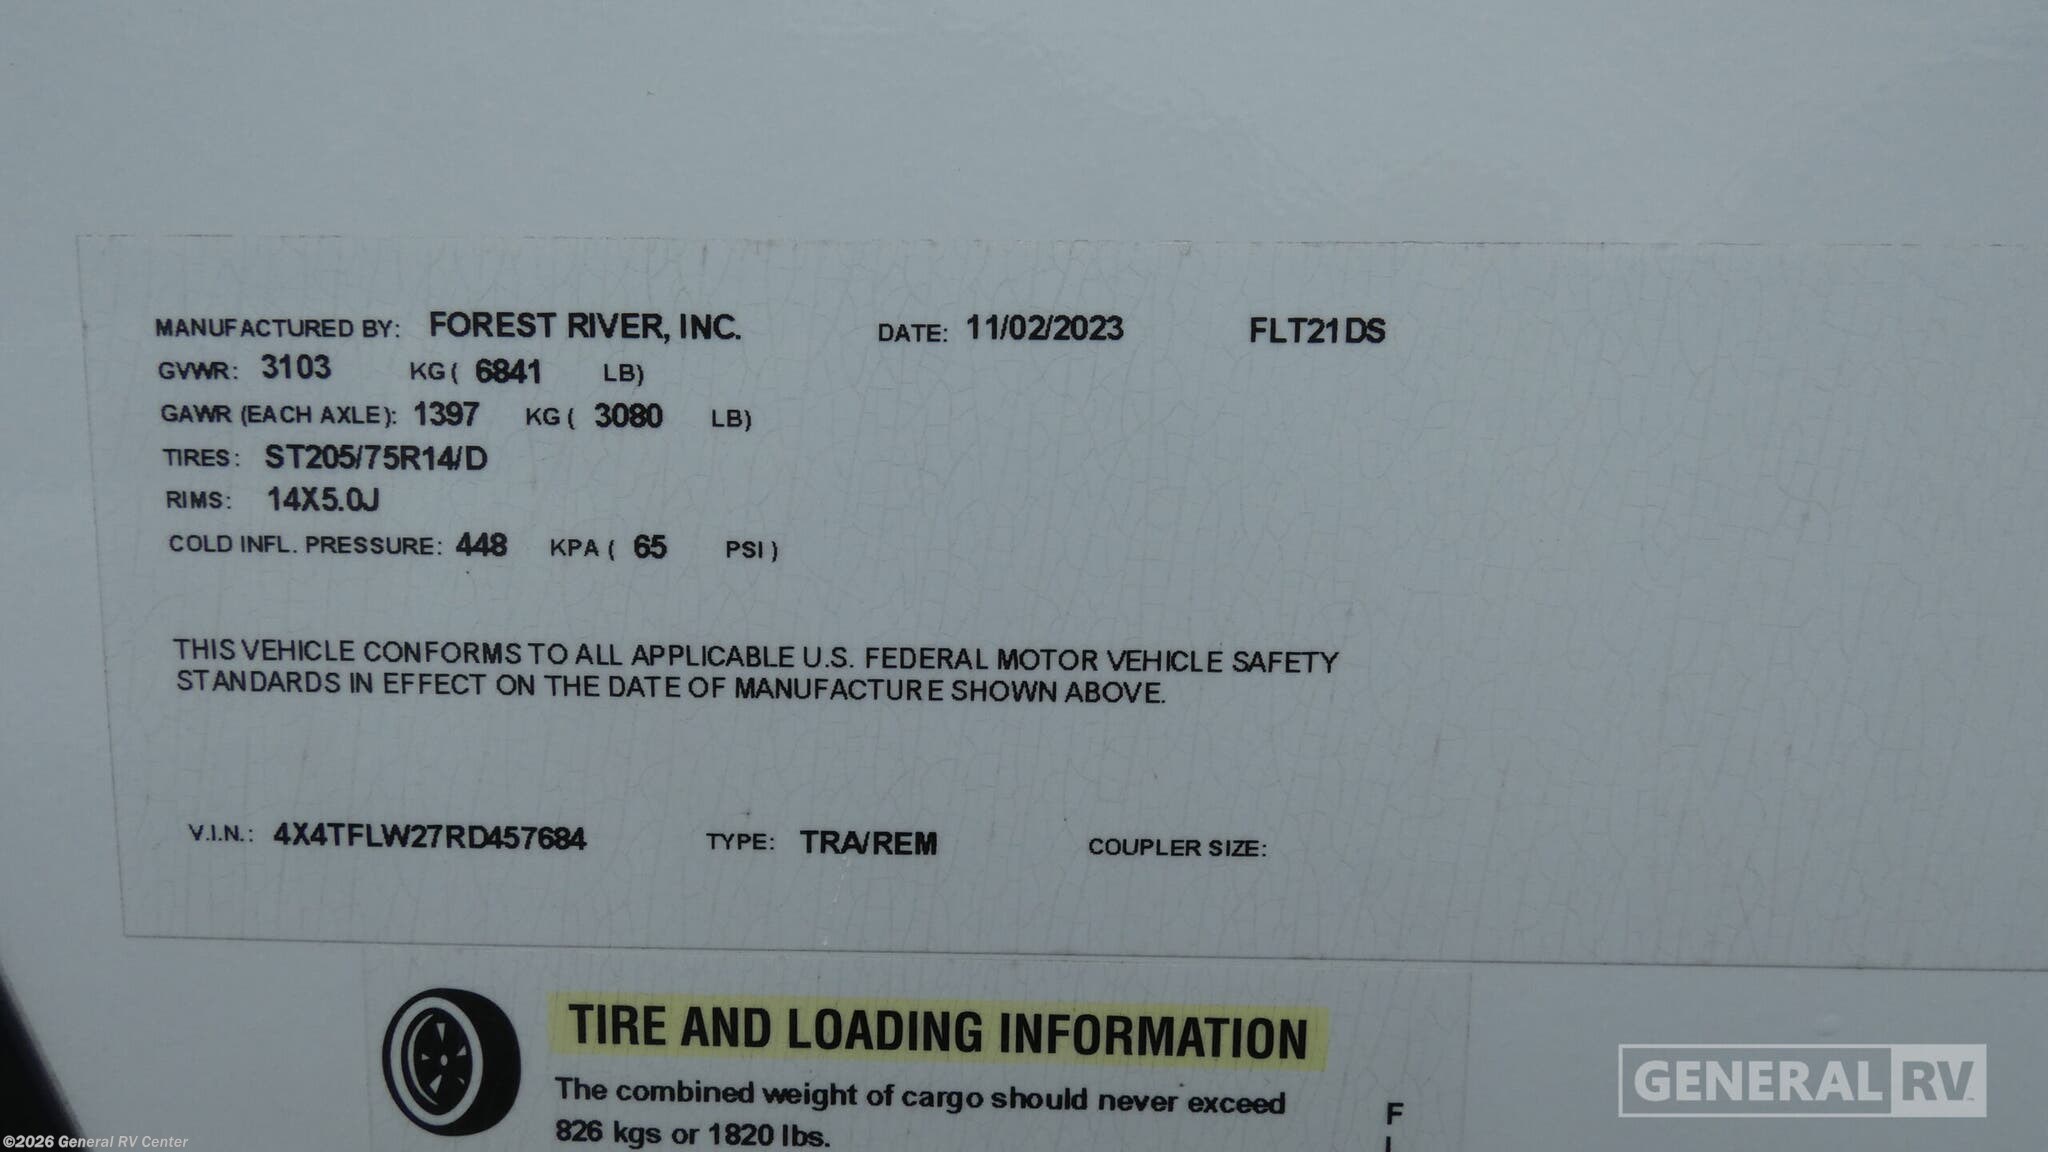 MANUFACTURED BY: FOREST RIVER, INC. DATE: 11/02/2023 FLT21DS
GVWR: 3103 KG ( 6841 LB)
GAWR (EACH AXLE): 1397 KG ( 3080 LB)
TIRES: ST205/75R14/D
RIMS: 14X5.0J
COLD INFL. PRESSURE: 448 KPA ( 65 PSI )
THIS VEHICLE CONFORMS TO ALL APPLICABLE U.S. FEDERAL MOTOR VEHICLE SAFETY
STANDARDS IN EFFECT ON THE DATE OF MANUFACTURE SHOWN ABOVE.
V.I.N.: 4X4TFLW27RD457684 TYPE: TRA/REM COUPLER SIZE:
TIRE AND LOADING INFORMATION
The combined weight of cargo should never exceed
826 kgs or 1820 lbs.
F
GENERAL RV
©2026 General RV Center